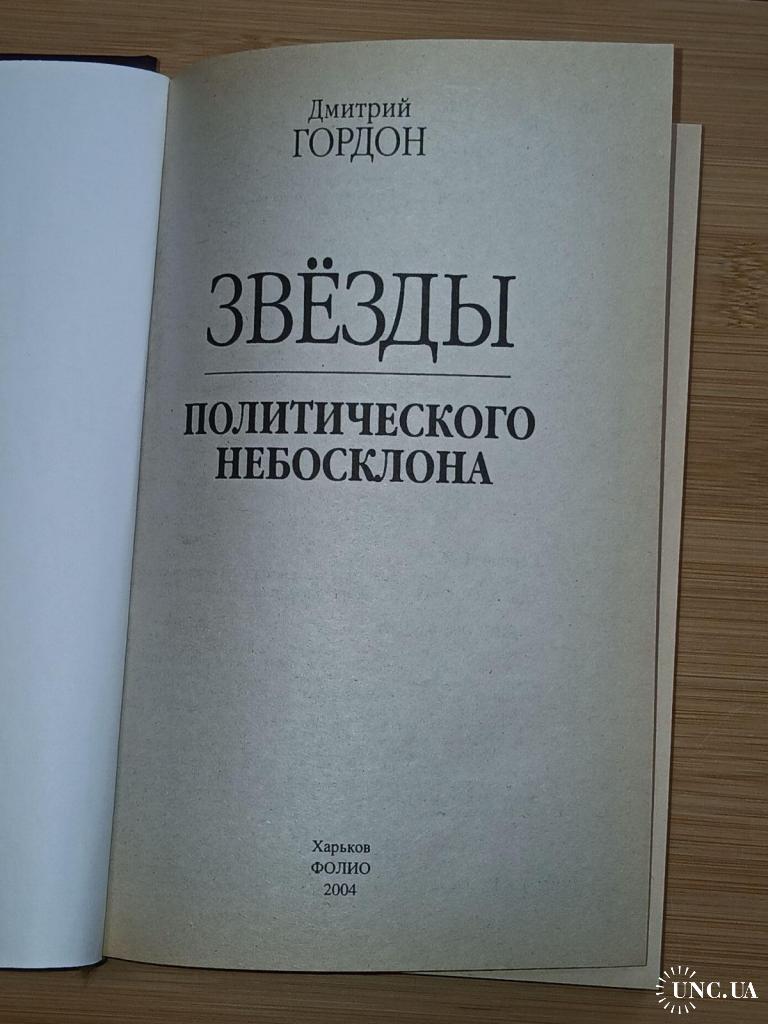 Дмитрий
ГОРДОН
ЗВЁЗДЫ
ПОЛИТИЧЕСКОГО
НЕБОСКЛОНА
Харьков
ФОЛИО
2004
UNC.UA